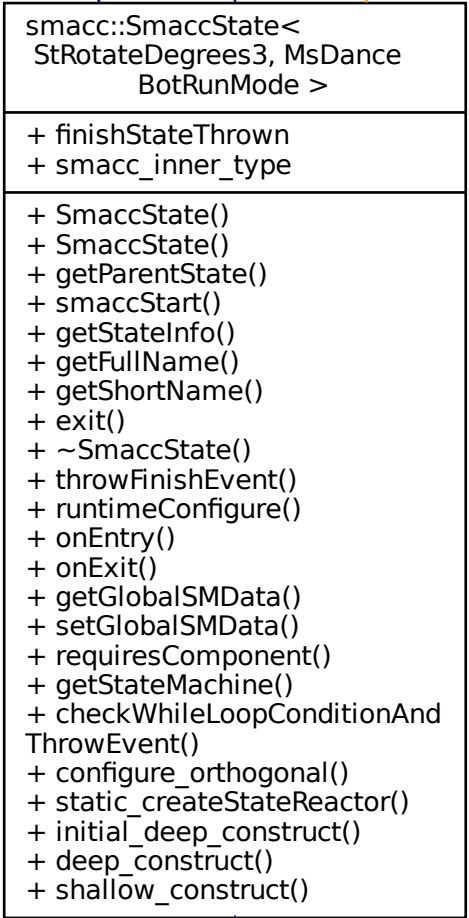 smacc::SmaccState<
StRotateDegrees3, MsDance
BotRunMode >
+ finishStateThrown
+ smacc_inner_type
+ SmaccState()
+ SmaccState()
+ getParentState()
+ smaccStart()
+ getStateInfo()
+ getFullName()
+ getShortName()
+ exit()
+ ~SmaccState()
+ throwFinishEvent()
+ runtimeConfigure()
+ onEntry()
+ onExit()
+ getGlobalSMData()
+ setGlobalSMData()
+ requiresComponent()
+ getStateMachine()
+ checkWhileLoopConditionAnd
ThrowEvent()
+ configure_orthogonal()
+ static_createStateReactor()
+ initial_deep_construct()
+ deep_construct()
+ shallow_construct()